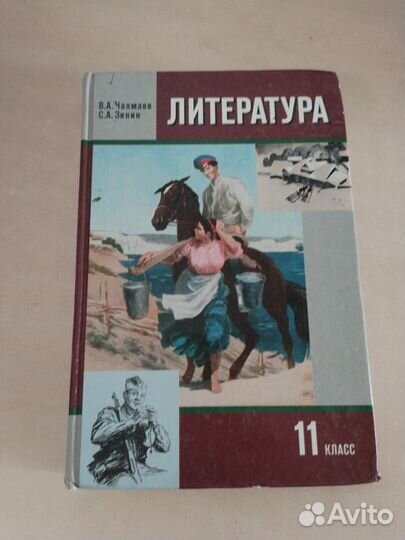 В.А. Чалмаев
С.А. Зинин
ЛИТЕРАТУРА
11 КЛАСС
Avito